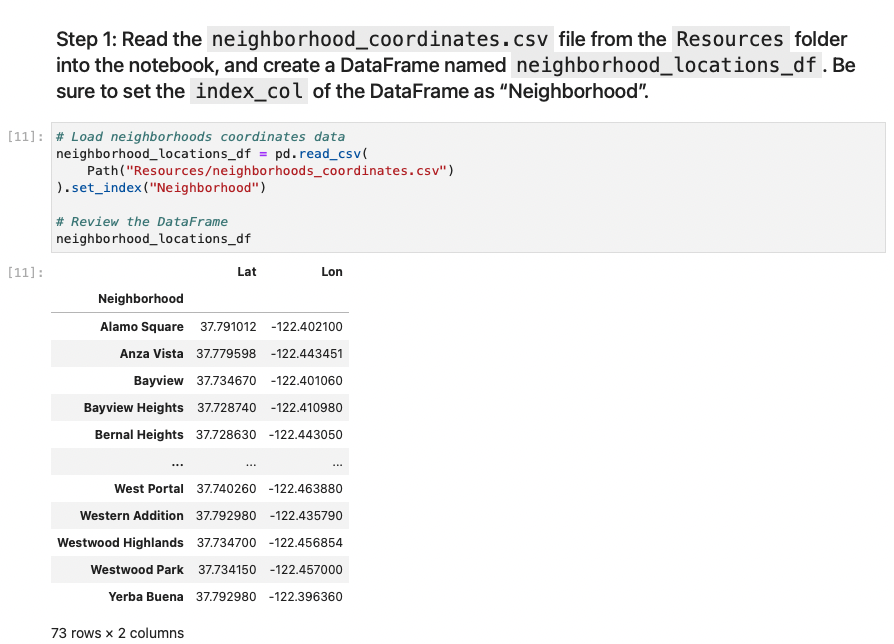 Step 1: Read the neighborhood_coordinates.csv file from the Resources folder
into the notebook, and create a DataFrame named neighborhood_locations_df. Be
sure to set the index_col of the DataFrame as “Neighborhood”.
[11]: # Load neighborhoods coordinates data
neighborhood_locations_df = pd.read_csv(
    Path("Resources/neighborhoods_coordinates.csv")
).set_index("Neighborhood")
# Review the DataFrame
neighborhood_locations_df
[11]: Lat Lon
Neighborhood
Alamo Square 37.791012 -122.402100
Anza Vista 37.779598 -122.443451
Bayview 37.734670 -122.401060
Bayview Heights 37.728740 -122.410980
Bernal Heights 37.728630 -122.443050
... ... ...
West Portal 37.740260 -122.463880
Western Addition 37.792980 -122.435790
Westwood Highlands 37.734700 -122.456854
Westwood Park 37.734150 -122.457000
Yerba Buena 37.792980 -122.396360
73 rows × 2 columns